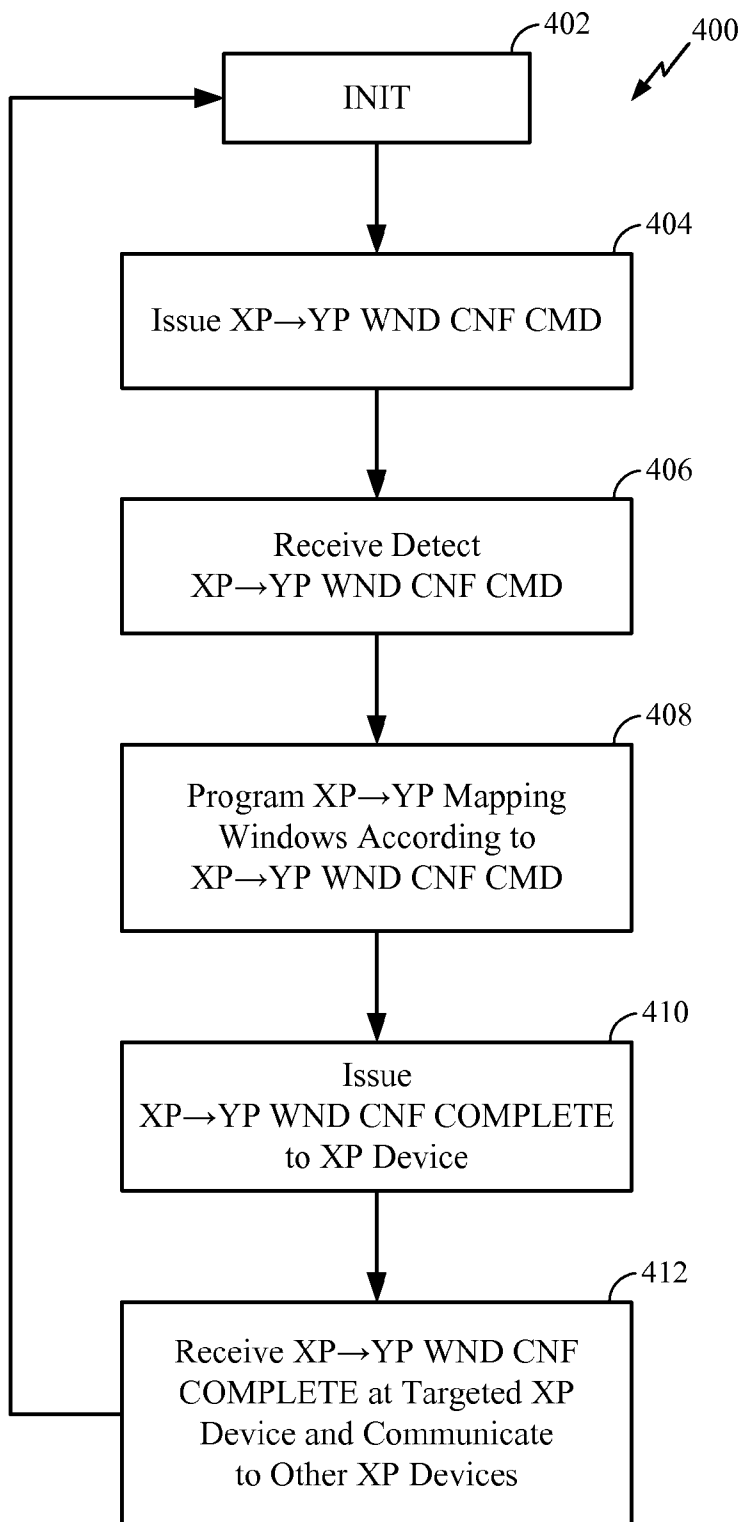 402
400
INIT
404
Issue XP→YP WND CNF CMD
406
Receive Detect
XP→YP WND CNF CMD
408
Program XP→YP Mapping
Windows According to
XP→YP WND CNF CMD
410
Issue
XP→YP WND CNF COMPLETE
to XP Device
412
Receive XP→YP WND CNF
COMPLETE at Targeted XP
Device and Communicate
to Other XP Devices